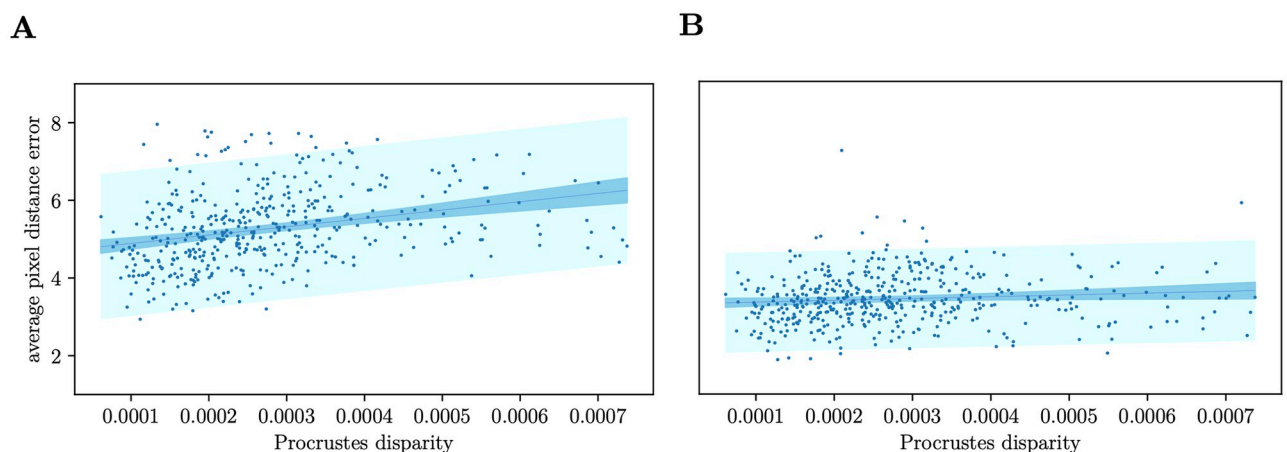 A
B
average pixel distance error
8
6
4
2
0.0001 0.0002 0.0003 0.0004 0.0005 0.0006 0.0007
Procrustes disparity
0.0001 0.0002 0.0003 0.0004 0.0005 0.0006 0.0007
Procrustes disparity